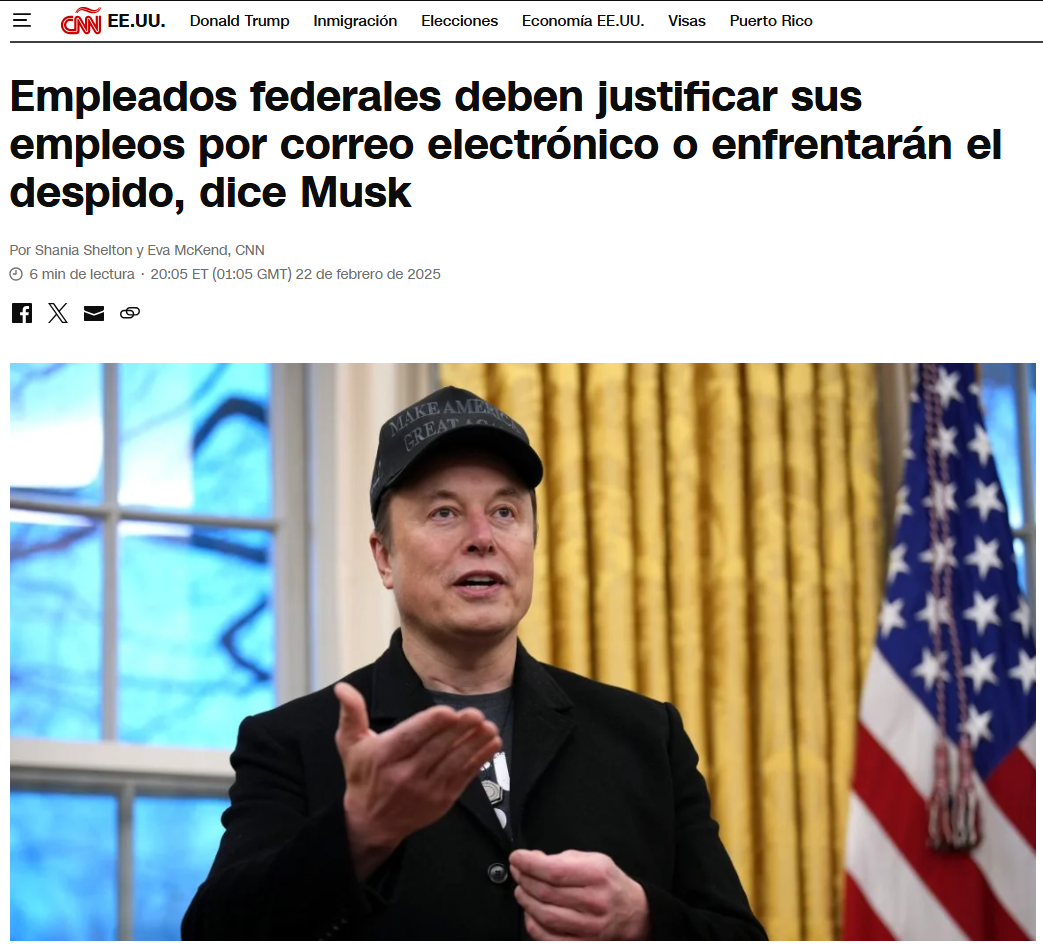 CNN EE.UU. Donald Trump Inmigración Elecciones Economía EE.UU. Visas Puerto Rico
Empleados federales deben justificar sus
empleos por correo electrónico o enfrentarán el
despido, dice Musk
Por Shania Shelton y Eva McKend, CNN
6 min de lectura · 20:05 ET (01:05 GMT) 22 de febrero de 2025
MAKE AMERICA
GREAT AGAIN